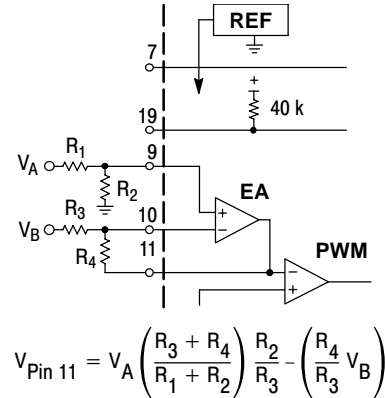 REF
7
+
40 k
19
9
R1
VA
R2
EA
+
−
R3
10
VB
11
R4
PWM
−
+
VPin 11 = VA ( R3 + R4 / R1 + R2 ) R2 / R3 − ( R4 / R3 VB )